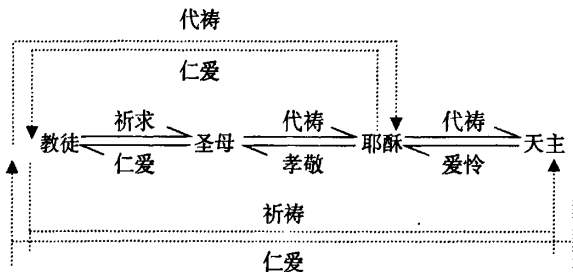 代祷
仁爱
祈求 代祷 代祷
教徒 圣母 耶酥 天主
仁爱 孝敬 爱怜
祈祷
仁爱